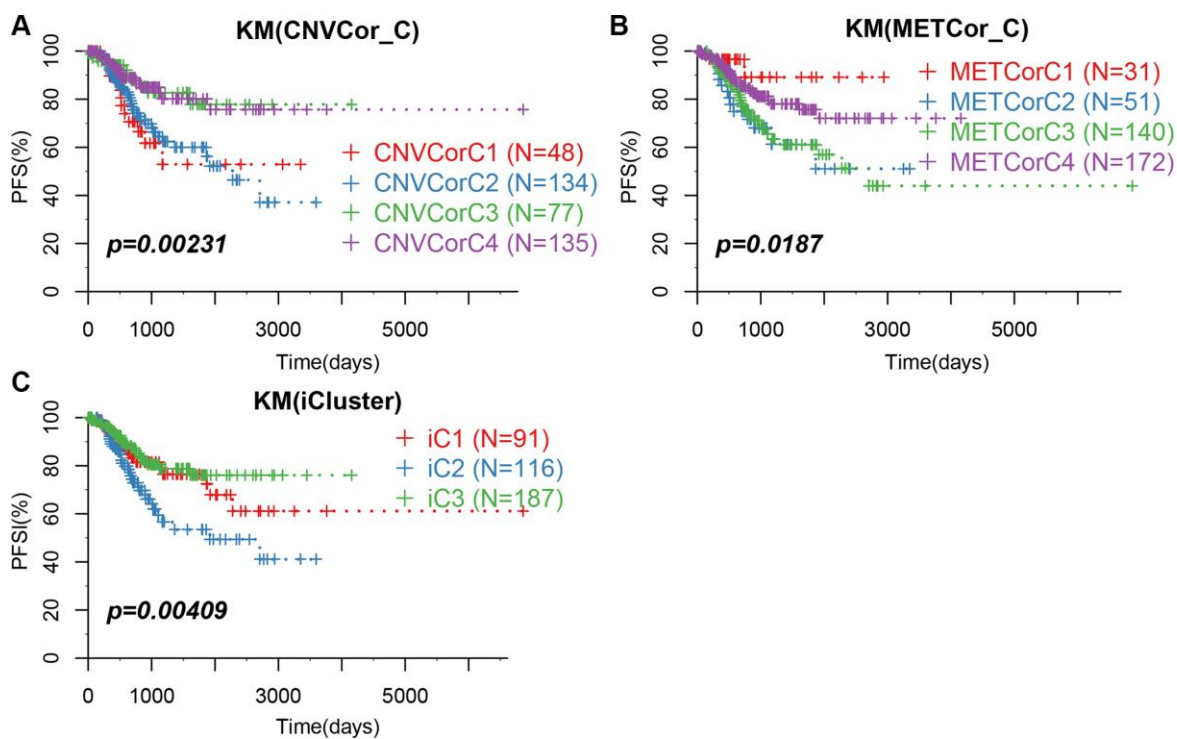 A
KM(CNVCor_C)
PFS(%)
100
80
60
40
20
0
CNVCorC1 (N=48)
CNVCorC2 (N=134)
CNVCorC3 (N=77)
CNVCorC4 (N=135)
p=0.00231
0 1000 3000 5000
Time(days)
B
KM(METCor_C)
PFS(%)
100
80
60
40
20
0
METCorC1 (N=31)
METCorC2 (N=51)
METCorC3 (N=140)
METCorC4 (N=172)
p=0.0187
0 1000 3000 5000
Time(days)
C
KM(iCluster)
PFSI(%)
100
80
60
40
20
0
iC1 (N=91)
iC2 (N=116)
iC3 (N=187)
p=0.00409
0 1000 3000 5000
Time(days)